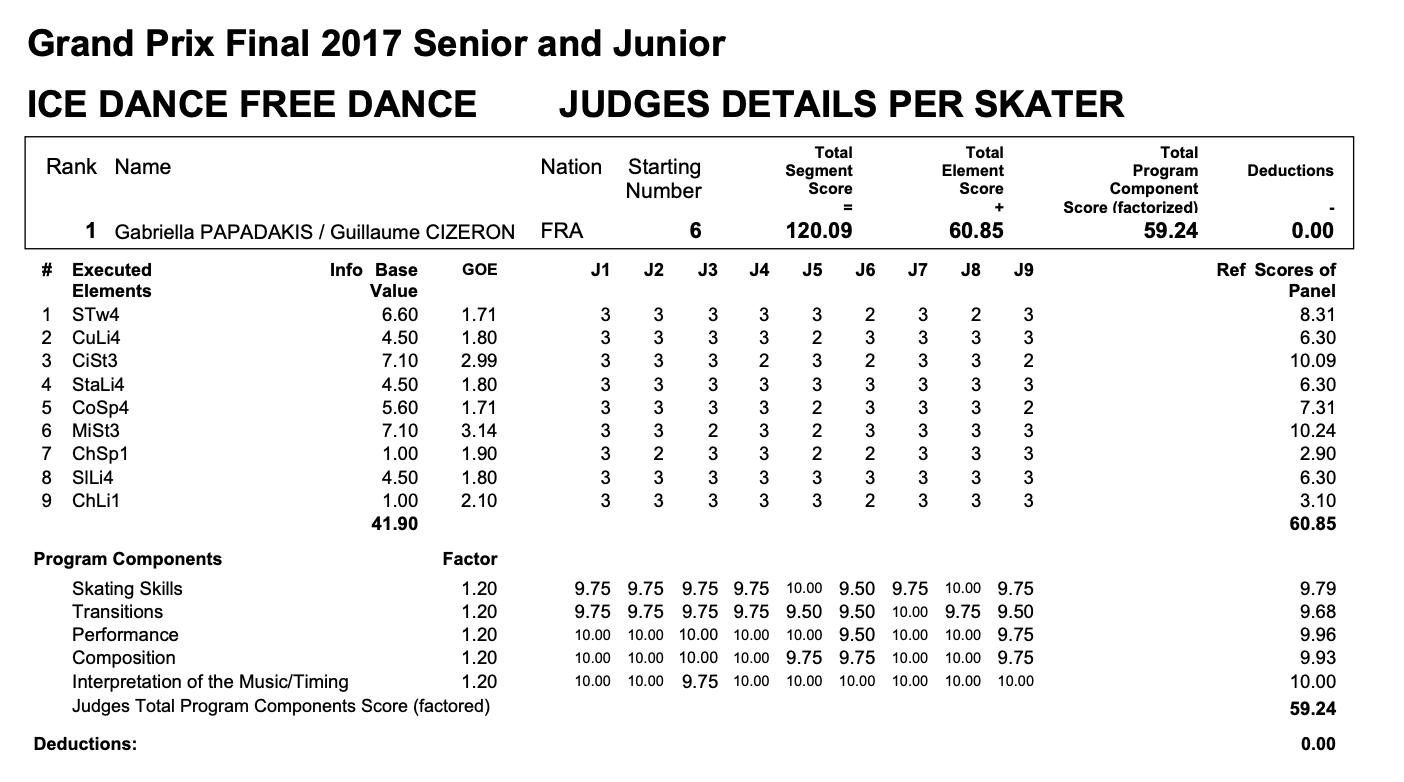 Grand Prix Final 2017 Senior and Junior
ICE DANCE FREE DANCE JUDGES DETAILS PER SKATER
Rank Name Nation Starting Number Total Segment Score = Total Element Score + Total Program Component Score (factorized) Deductions -
1 Gabriella PAPADAKIS / Guillaume CIZERON FRA 6 120.09 60.85 59.24 0.00
# Executed Elements Info Base Value GOE J1 J2 J3 J4 J5 J6 J7 J8 J9 Ref Scores of Panel
1 STw4 6.60 1.71 3 3 3 3 3 2 3 2 3 8.31
2 CuLi4 4.50 1.80 3 3 3 3 2 3 3 3 3 6.30
3 CiSt3 7.10 2.99 3 3 3 2 3 2 3 3 2 10.09
4 StaLi4 4.50 1.80 3 3 3 3 3 3 3 3 3 6.30
5 CoSp4 5.60 1.71 3 3 3 3 2 3 3 3 2 7.31
6 MiSt3 7.10 3.14 3 3 2 3 2 3 3 3 3 10.24
7 ChSp1 1.00 1.90 3 2 3 3 2 2 3 3 3 2.90
8 SlLi4 4.50 1.80 3 3 3 3 3 3 3 3 3 6.30
9 ChLi1 1.00 2.10 3 3 3 3 3 2 3 3 3 3.10
41.90 60.85
Program Components Factor
Skating Skills 1.20 9.75 9.75 9.75 9.75 10.00 9.50 9.75 10.00 9.75 9.79
Transitions 1.20 9.75 9.75 9.75 9.75 9.50 9.50 10.00 9.75 9.50 9.68
Performance 1.20 10.00 10.00 10.00 10.00 10.00 9.50 10.00 10.00 9.75 9.96
Composition 1.20 10.00 10.00 10.00 10.00 9.75 9.75 10.00 10.00 9.75 9.93
Interpretation of the Music/Timing 1.20 10.00 10.00 9.75 10.00 10.00 10.00 10.00 10.00 10.00 10.00
Judges Total Program Components Score (factored) 59.24
Deductions: 0.00